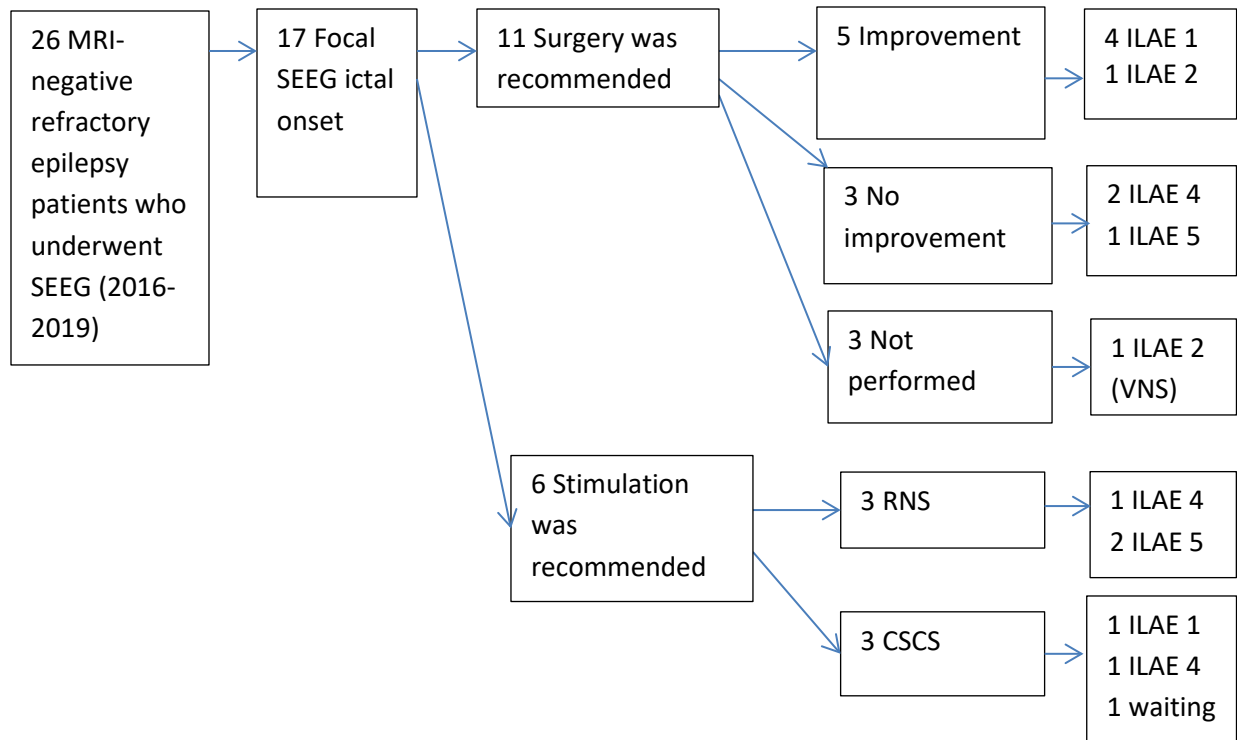 26 MRI-
negative
refractory
epilepsy
patients who
underwent
SEEG (2016-
2019)
17 Focal
SEEG ictal
onset
11 Surgery was
recommended
5 Improvement
4 ILAE 1
1 ILAE 2
3 No
improvement
2 ILAE 4
1 ILAE 5
3 Not
performed
1 ILAE 2
(VNS)
6 Stimulation
was
recommended
3 RNS
1 ILAE 4
2 ILAE 5
3 CSCS
1 ILAE 1
1 ILAE 4
1 waiting